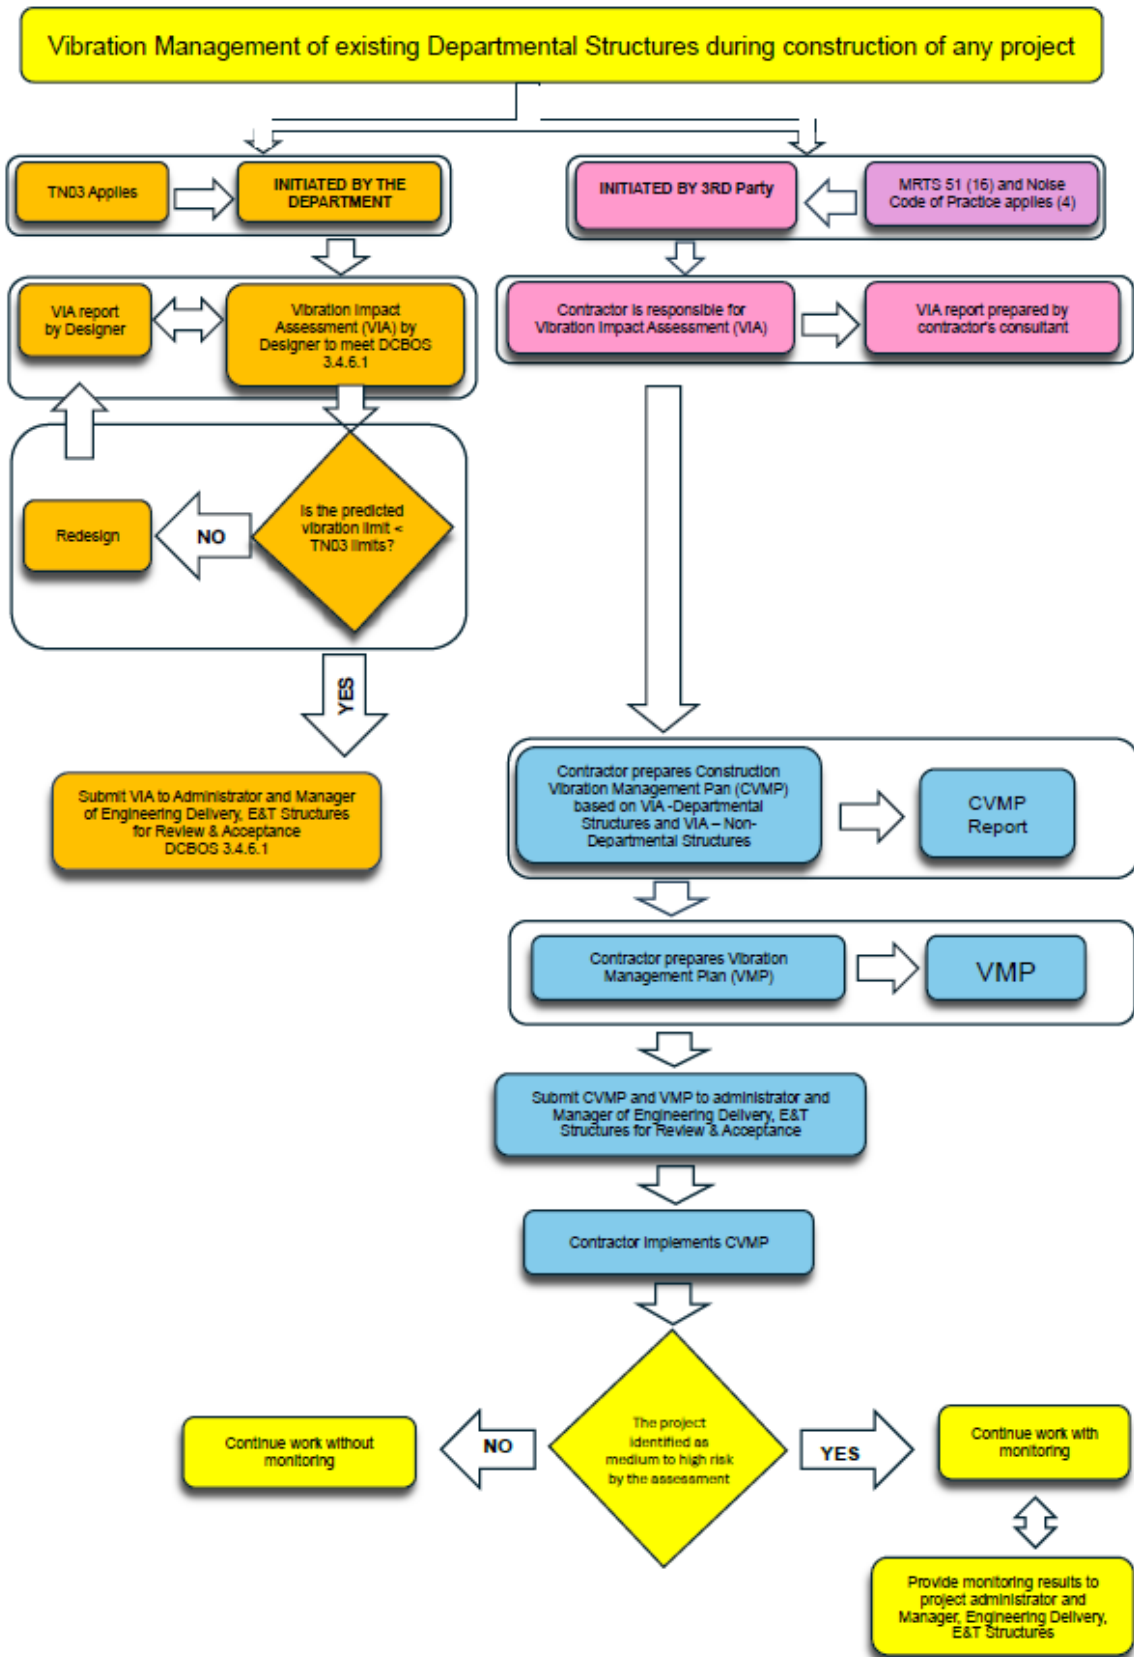 Vibration Management of existing Departmental Structures during construction of any project
TN03 Applies
INITIATED BY THE
DEPARTMENT
INITIATED BY 3RD Party
MRTS 51 (16) and Noise
Code of Practice applies (4)
VIA report
by Designer
Vibration Impact
Assessment (VIA) by
Designer to meet DCBOS
3.4.6.1
Contractor is responsible for
Vibration Impact Assessment (VIA)
VIA report prepared by
contractor's consultant
Redesign
NO
Is the predicted
vibration limit <
TN03 limits?
YES
Submit VIA to Administrator and Manager
of Engineering Delivery, E&T Structures
for Review & Acceptance
DCBOS 3.4.6.1
Contractor prepares Construction
Vibration Management Pan (CVMP)
based on VIA -Departmental
Structures and VIA – Non-
Departmental Structures
CVMP
Report
Contractor prepares Vibration
Management Plan (VMP)
VMP
Submit CVMP and VMP to administrator and
Manager of Engineering Delivery, E&T
Structures for Review & Acceptance
Contractor Implements CVMP
The project
identified as
medium to high risk
by the assessment
NO
Continue work without
monitoring
YES
Continue work with
monitoring
Provide monitoring results to
project administrator and
Manager, Engineering Delivery,
E&T Structures